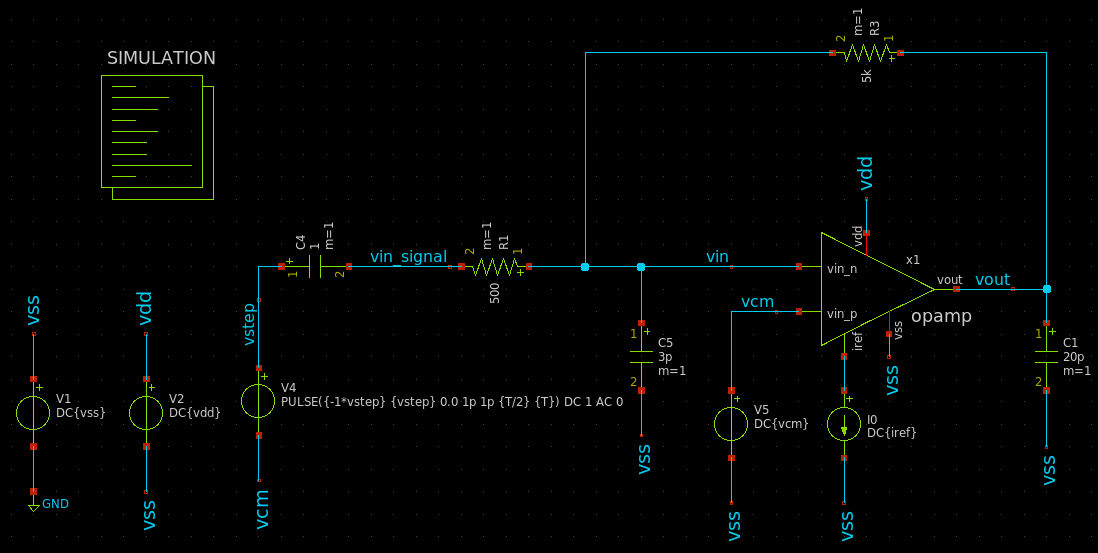 SIMULATION
m=1
R3
2
1
5k
vdd
vdd
C4
1
m=1
1
2
vin_signal
m=1
R1
2
1
500
vin
vin_n
vcm
vin_p
x1
vout
vout
opamp
iref
vss
vss
vss
vdd
vstep
V1
DC{vss}
V2
DC{vdd}
V4
PULSE({-1*vstep} {vstep} 0.0 1p 1p {T/2} {T}) DC 1 AC 0
1
C5
3p
m=1
2
V5
DC{vcm}
I0
DC{iref}
1
C1
20p
m=1
2
GND
vss
vcm
vss
vss
vss
vss